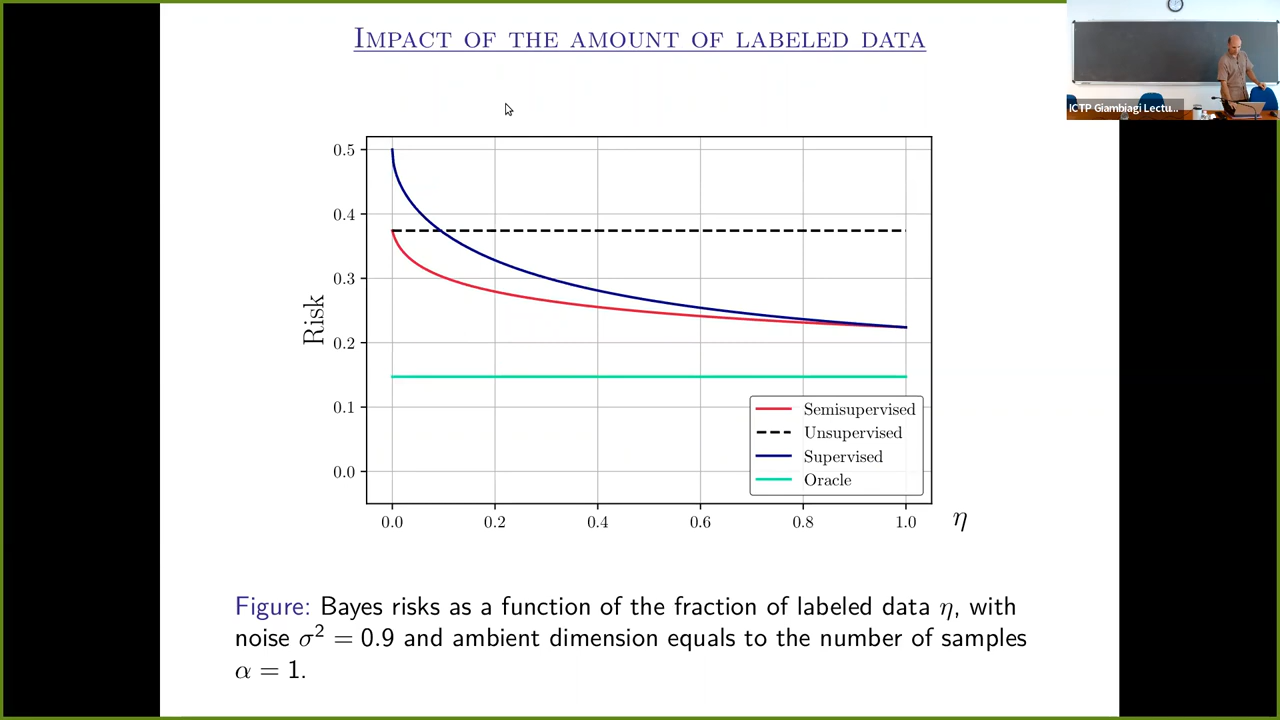 IMPACT OF THE AMOUNT OF LABELED DATA
ICTP Giambiagi Lectu...
0.5
0.4
0.3
0.2
0.1
0.0
Risk
Semisupervised
Unsupervised
Supervised
Oracle
0.0 0.2 0.4 0.6 0.8 1.0 η
Figure: Bayes risks as a function of the fraction of labeled data η, with
noise σ² = 0.9 and ambient dimension equals to the number of samples
α = 1.